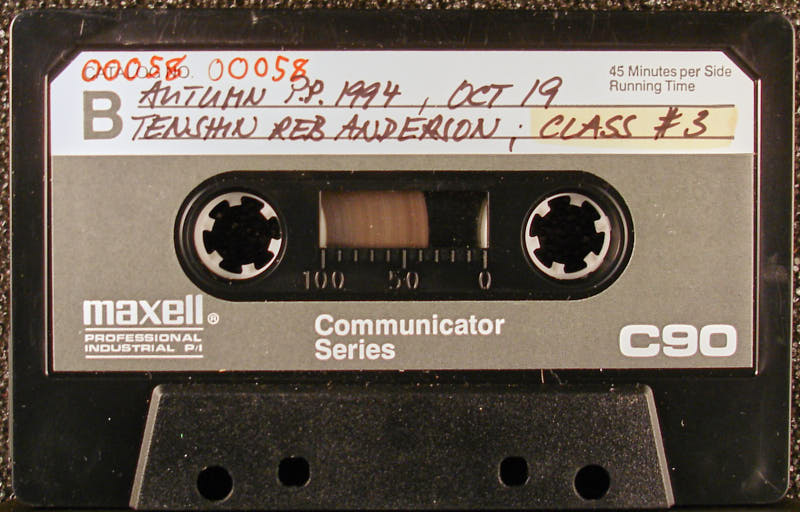 00058 CATALOG NO. 00058
45 Minutes per Side
Running Time
B
AUTUMN P.P. 1994, OCT 19
TENSHIN REB ANDERSON; CLASS #3
100 50 0
maxell®
PROFESSIONAL
INDUSTRIAL P/I
Communicator
Series
C90